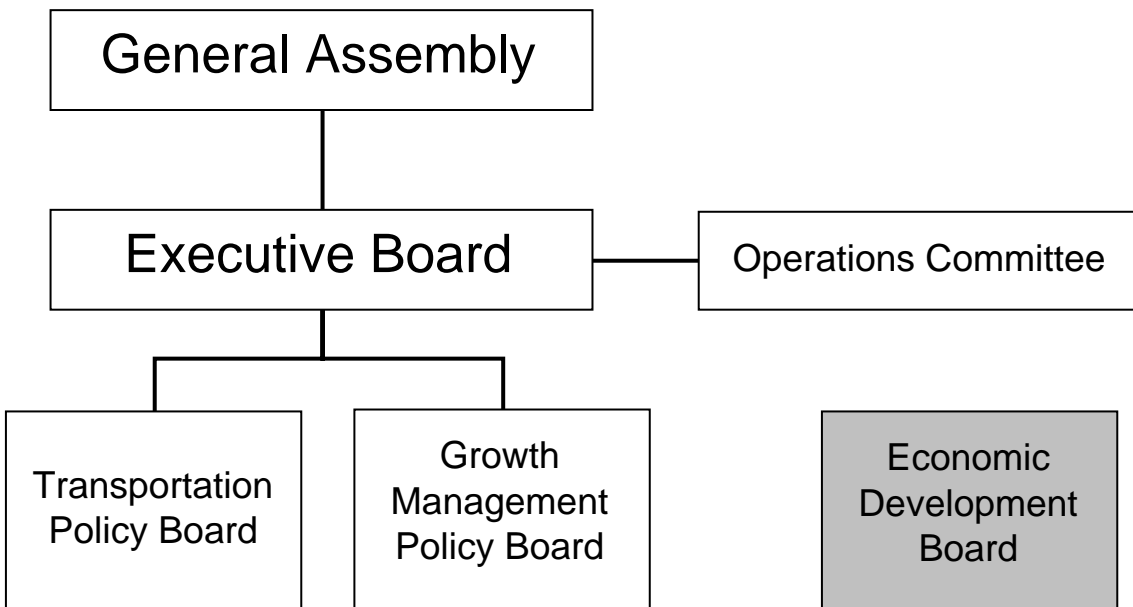 General Assembly
Executive Board
Operations Committee
Transportation
Policy Board
Growth
Management
Policy Board
Economic
Development
Board